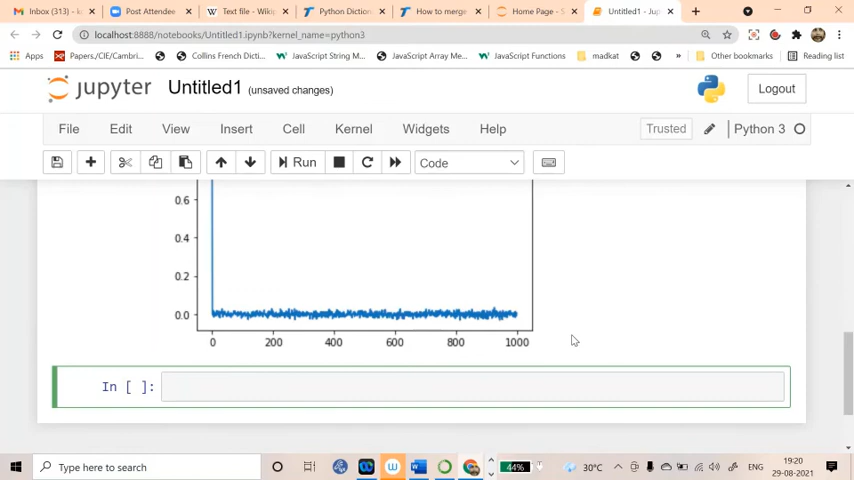 Inbox (313) - k
Post Attendee
Text file - Wikip
Python Diction
How to merge
Home Page - S
Untitled1 - Jup
localhost:8888/notebooks/Untitled1.ipynb?kernel_name=python3
Apps
Papers./CIE/Cambri...
Collins French Dicti...
JavaScript String M...
JavaScript Array Me...
JavaScript Functions
madkat
»
Other bookmarks
Reading list
jupyter Untitled1 (unsaved changes)
Logout
File Edit View Insert Cell Kernel Widgets Help
Trusted
Python 3
Run
Code
0.6
0.4
0.2
0.0
0 200 400 600 800 1000
In [ ]:
Type here to search
44%
30°C
ENG
19:20
29-08-2021